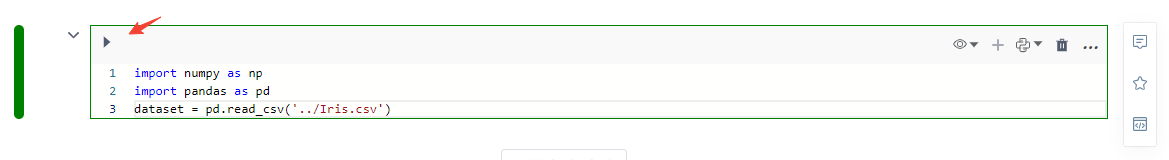 1 import numpy as np
2 import pandas as pd
3 dataset = pd.read_csv('../Iris.csv')